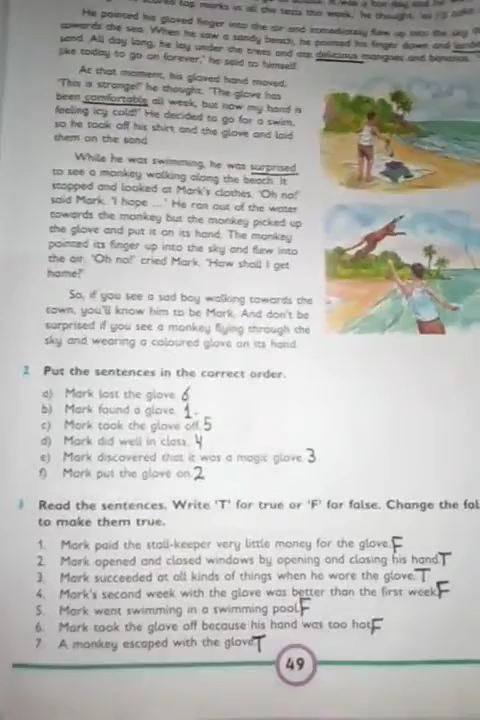 top marks in all the tests this week, he thought,
He pointed his gloved finger into the air and immediately flew up into the sky
towards the sea. When he saw a sandy beach, he pointed his finger down and
sand. All day long, he lay under the trees and ate delicious mangoes and bananas.
like today to go on forever,' he said to himself.
At that moment, his gloved hand moved.
'This is strange!' he thought. 'The glove has
been comfortable all week, but now my hand is
feeling icy cold!' He decided to go for a swim,
so he took off his shirt and the glove and laid
them on the sand.
While he was swimming, he was surprised
to see a monkey walking along the beach. It
stopped and looked at Mark's clothes. 'Oh no!'
said Mark. 'I hope ....' He ran out of the water
towards the monkey but the monkey picked up
the glove and put it on its hand. The monkey
pointed its finger up into the sky and flew into
the air. 'Oh no!' cried Mark. 'How shall I get
home?'
So, if you see a sad boy walking towards the
town, you'll know him to be Mark. And don't be
surprised if you see a monkey flying through the
sky and wearing a coloured glove on its hand.
2 Put the sentences in the correct order.
a) Mark lost the glove. 6
b) Mark found a glove. 1.
c) Mark took the glove off. 5
d) Mark did well in class. 4
e) Mark discovered that it was a magic glove. 3
f) Mark put the glove on. 2
3 Read the sentences. Write 'T' for true or 'F' for false. Change the fal
to make them true.
1. Mark paid the stall-keeper very little money for the glove. F
2. Mark opened and closed windows by opening and closing his hand. T
3. Mark succeeded at all kinds of things when he wore the glove. T
4. Mark's second week with the glove was better than the first week. F
5. Mark went swimming in a swimming pool. F
6. Mark took the glove off because his hand was too hot. F
7. A monkey escaped with the glove. T
49